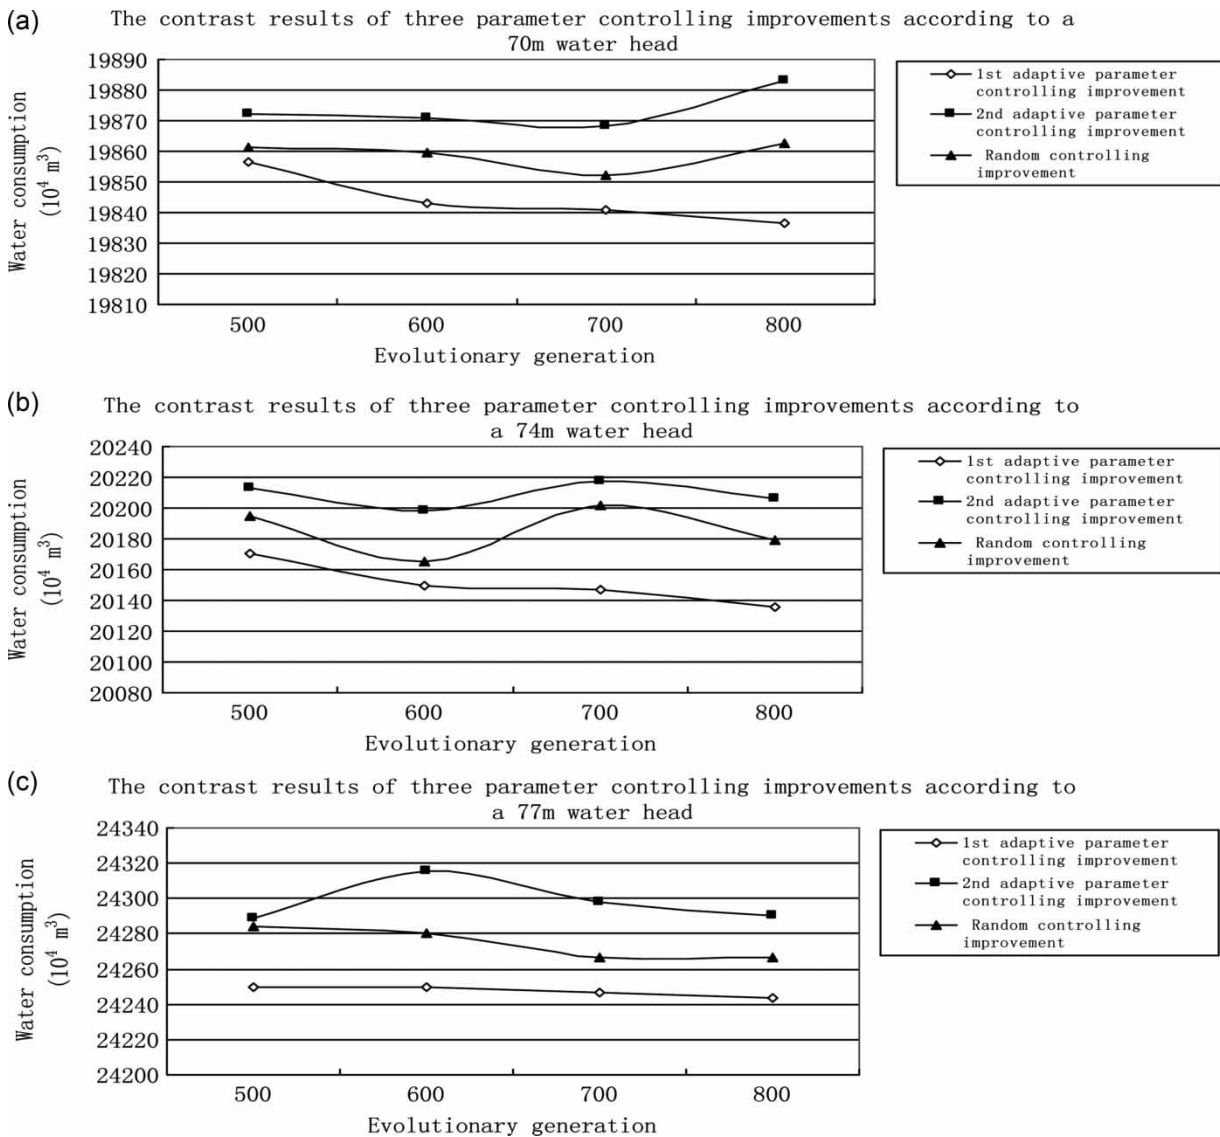 (a)
The contrast results of three parameter controlling improvements according to a
70m water head
19890
19880
19870
19860
19850
19840
19830
19820
19810
Water consumption
(10⁴ m³)
500 600 700 800
Evolutionary generation
1st adaptive parameter
controlling improvement
2nd adaptive parameter
controlling improvement
Random controlling
improvement
(b)
The contrast results of three parameter controlling improvements according to
a 74m water head
20240
20220
20200
20180
20160
20140
20120
20100
20080
Water consumption
(10⁴ m³)
500 600 700 800
Evolutionary generation
1st adaptive parameter
controlling improvement
2nd adaptive parameter
controlling improvement
Random controlling
improvement
(c)
The contrast results of three parameter controlling improvements according to
a 77m water head
24340
24320
24300
24280
24260
24240
24220
24200
Water consumption
(10⁴ m³)
500 600 700 800
Evolutionary generation
1st adaptive parameter
controlling improvement
2nd adaptive parameter
controlling improvement
Random controlling
improvement